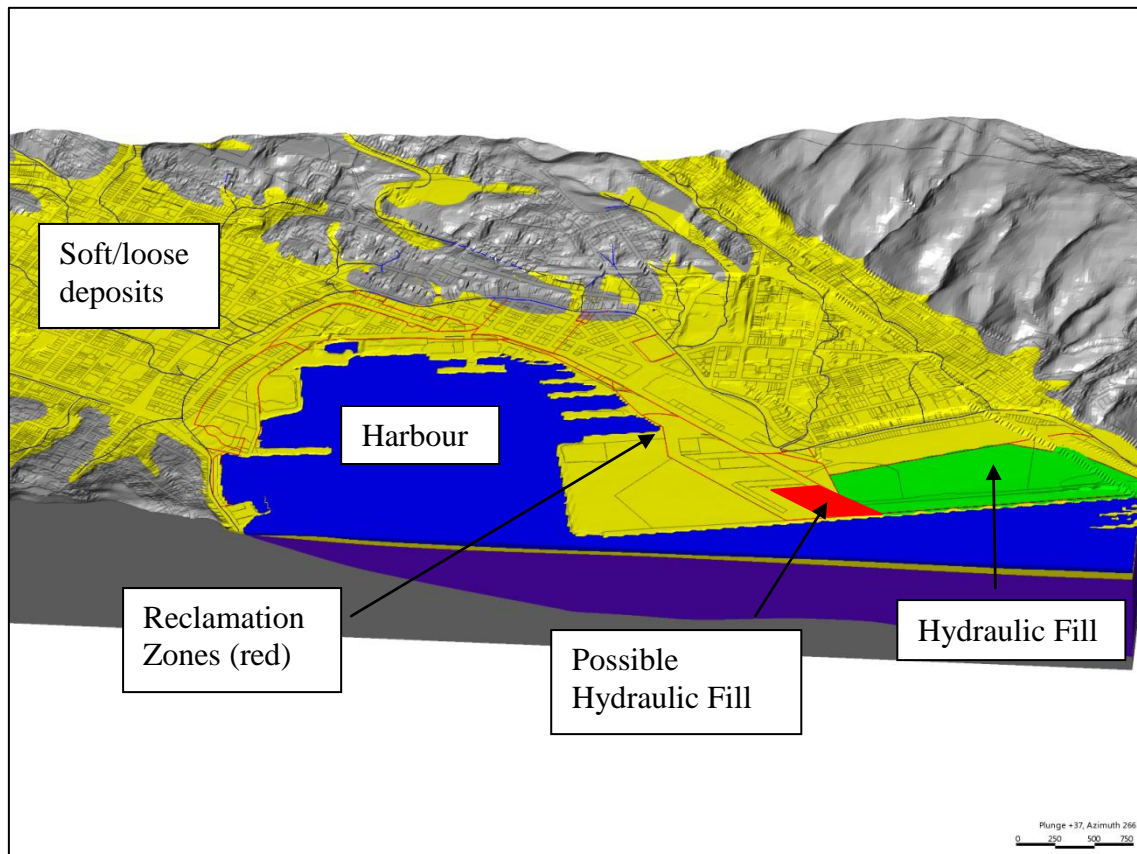 Soft/loose
deposits
Harbour
Reclamation
Zones (red)
Possible
Hydraulic Fill
Hydraulic Fill
Plunge +37, Azimuth 266
0 250 500 750